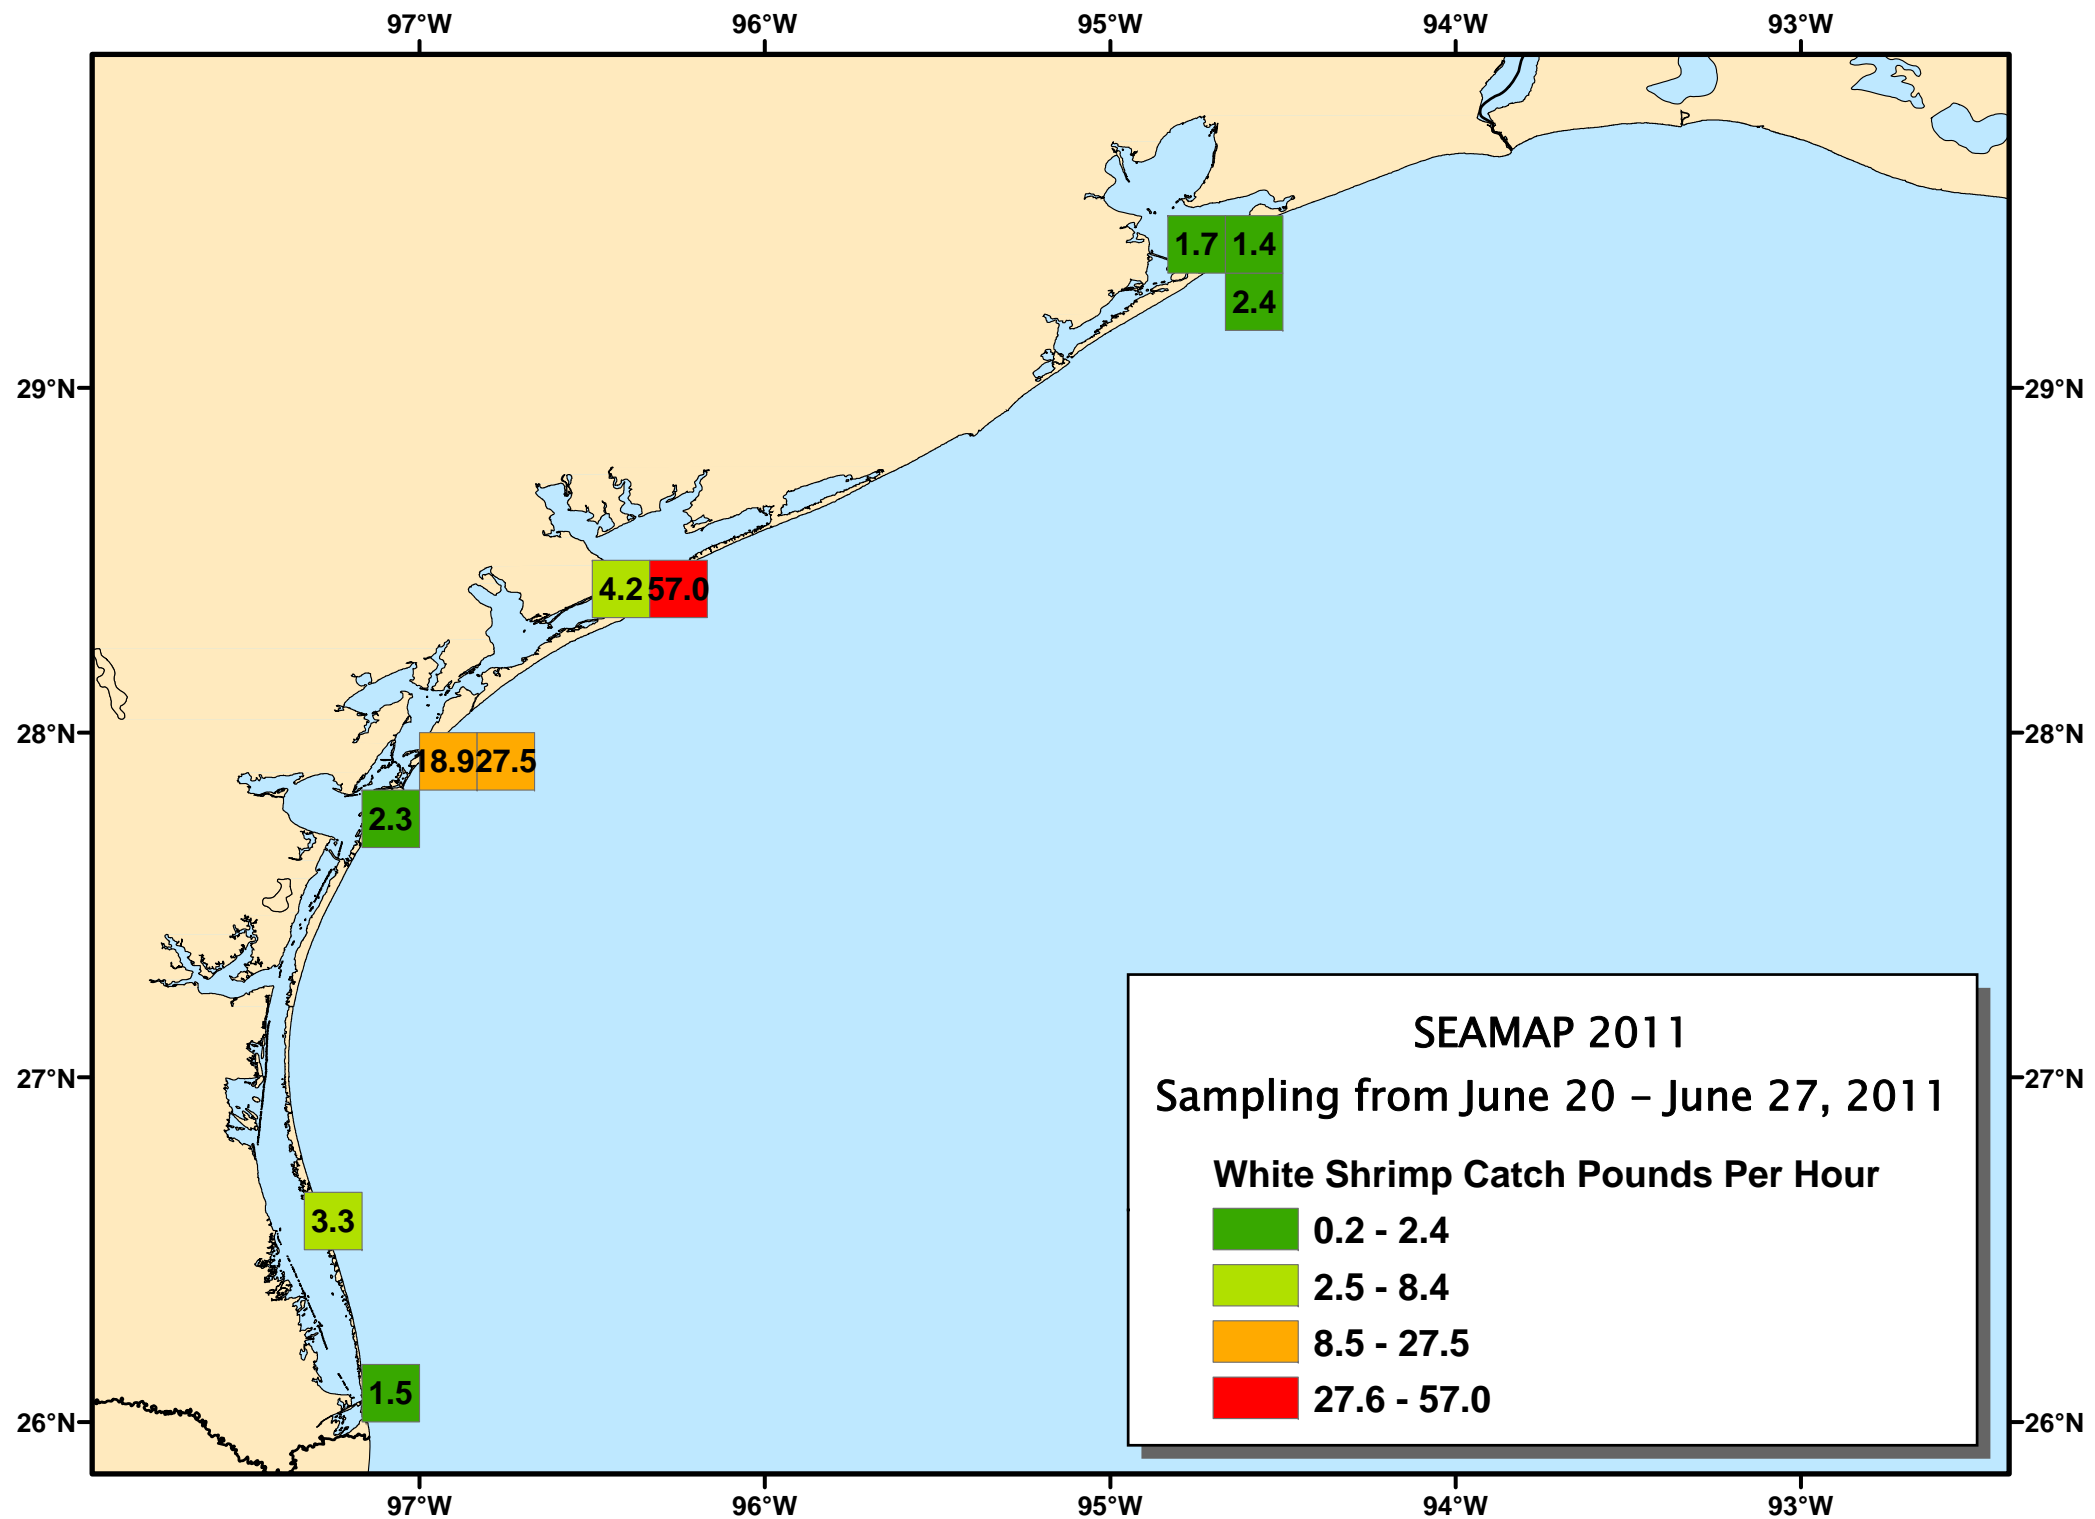 97°W 96°W 95°W 94°W 93°W
1.7 1.4
2.4
29°N 29°N
4.2 57.0
28°N 28°N
18.9 27.5
2.3
SEAMAP 2011
27°N 27°N
Sampling from June 20 - June 27, 2011
White Shrimp Catch Pounds Per Hour
3.3
0.2 - 2.4
2.5 - 8.4
8.5 - 27.5
1.5
27.6 - 57.0
26°N 26°N
97°W 96°W 95°W 94°W 93°W